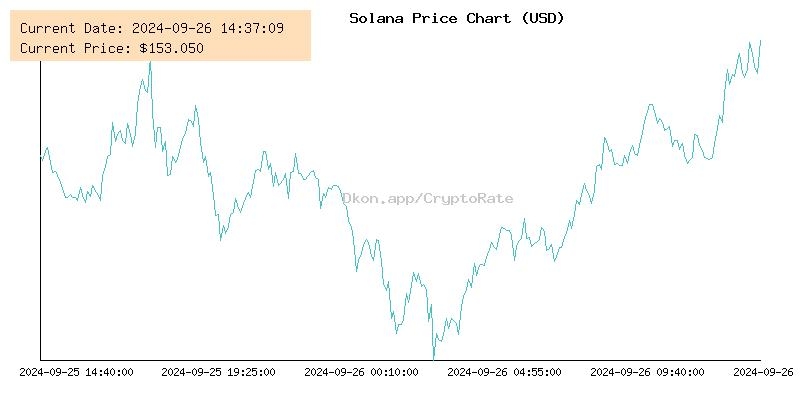 Solana Price Chart (USD)
Current Date: 2024-09-26 14:37:09
Current Price: $153.050
Dkon.app/CryptoRate
2024-09-25 14:40:00 2024-09-25 19:25:00 2024-09-26 00:10:00 2024-09-26 04:55:00 2024-09-26 09:40:00 2024-09-26